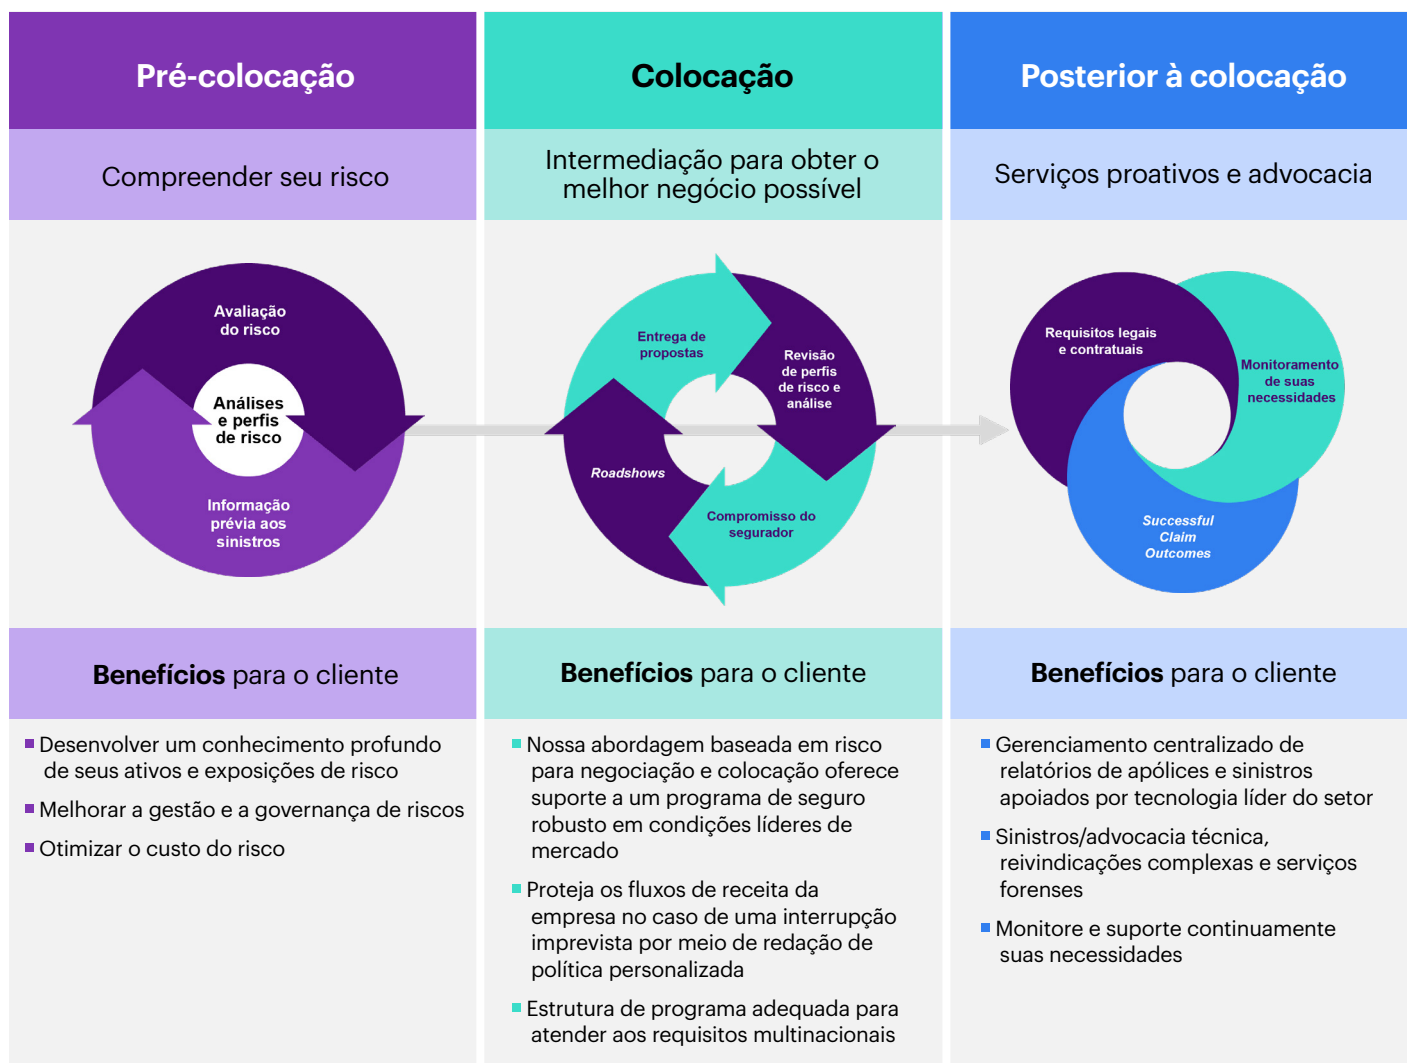 Pré-colocação
Compreender seu risco
Avaliação
do risco
Análises
e perfis
de risco
Informação
prévia aos
sinistros
Benefícios para o cliente
Desenvolver um conhecimento profundo
de seus ativos e exposições de risco
Melhorar a gestão e a governança de riscos
Otimizar o custo do risco
Colocação
Intermediação para obter o
melhor negócio possível
Entrega de
propostas
Revisão
de perfis
de risco e
análise
Roadshows
Compromisso do
segurador
Benefícios para o cliente
Nossa abordagem baseada em risco
para negociação e colocação oferece
suporte a um programa de seguro
robusto em condições líderes de
mercado
Proteja os fluxos de receita da
empresa no caso de uma interrupção
imprevista por meio de redação de
política personalizada
Estrutura de programa adequada para
atender aos requisitos multinacionais
Posterior à colocação
Serviços proativos e advocacia
Requisitos legais
e contratuais
Monitoramento
de suas
necessidades
Successful
Claim
Outcomes
Benefícios para o cliente
Gerenciamento centralizado de
relatórios de apólices e sinistros
apoiados por tecnologia líder do setor
Sinistros/advocacia técnica,
reivindicações complexas e serviços
forenses
Monitore e suporte continuamente
suas necessidades